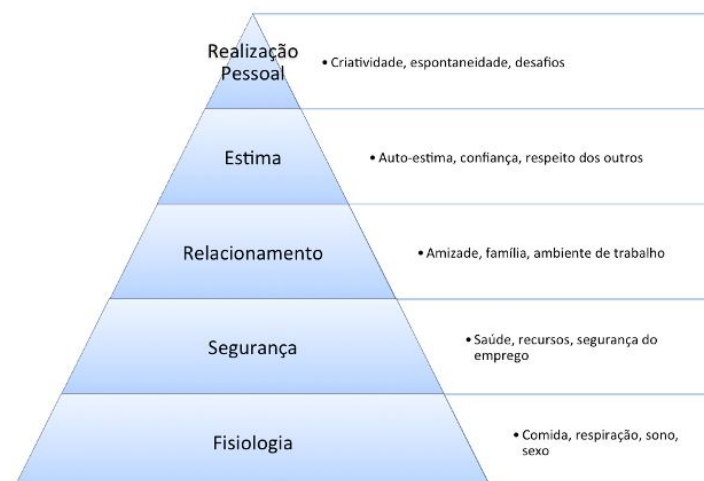 Realização
Pessoal
• Criatividade, espontaneidade, desafios
Estima
• Auto-estima, confiança, respeito dos outros
Relacionamento
• Amizade, família, ambiente de trabalho
Segurança
• Saúde, recursos, segurança do
emprego
Fisiologia
• Comida, respiração, sono,
sexo